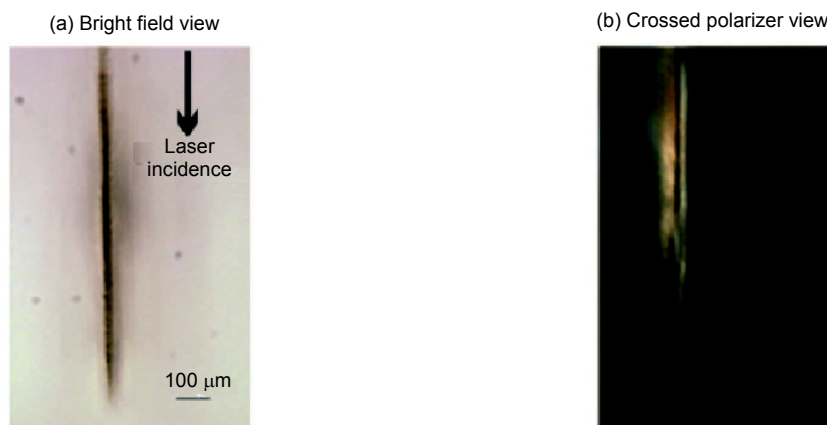 (a) Bright field view
(b) Crossed polarizer view
Laser
incidence
100 μm